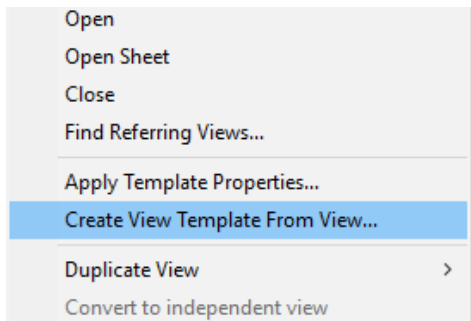 Open
Open Sheet
Close
Find Referring Views...
Apply Template Properties...
Create View Template From View...
Duplicate View
Convert to independent view